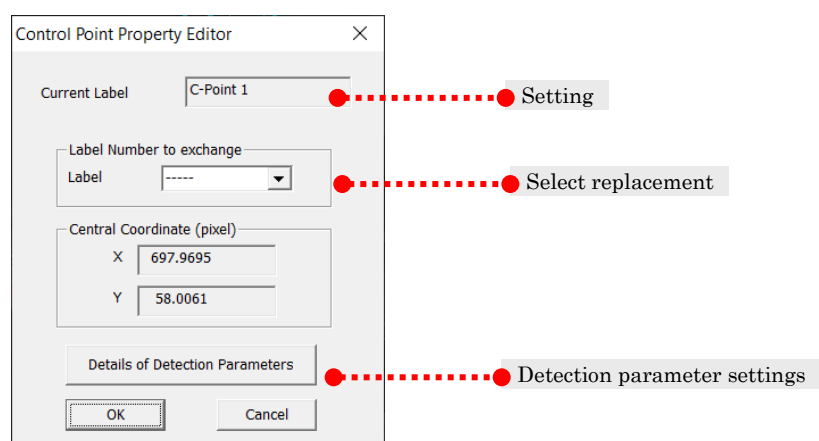 Control Point Property Editor
Current Label C-Point 1
Setting
Label Number to exchange
Label -----
Select replacement
Central Coordinate (pixel)
X 697.9695
Y 58.0061
Details of Detection Parameters
Detection parameter settings
OK Cancel